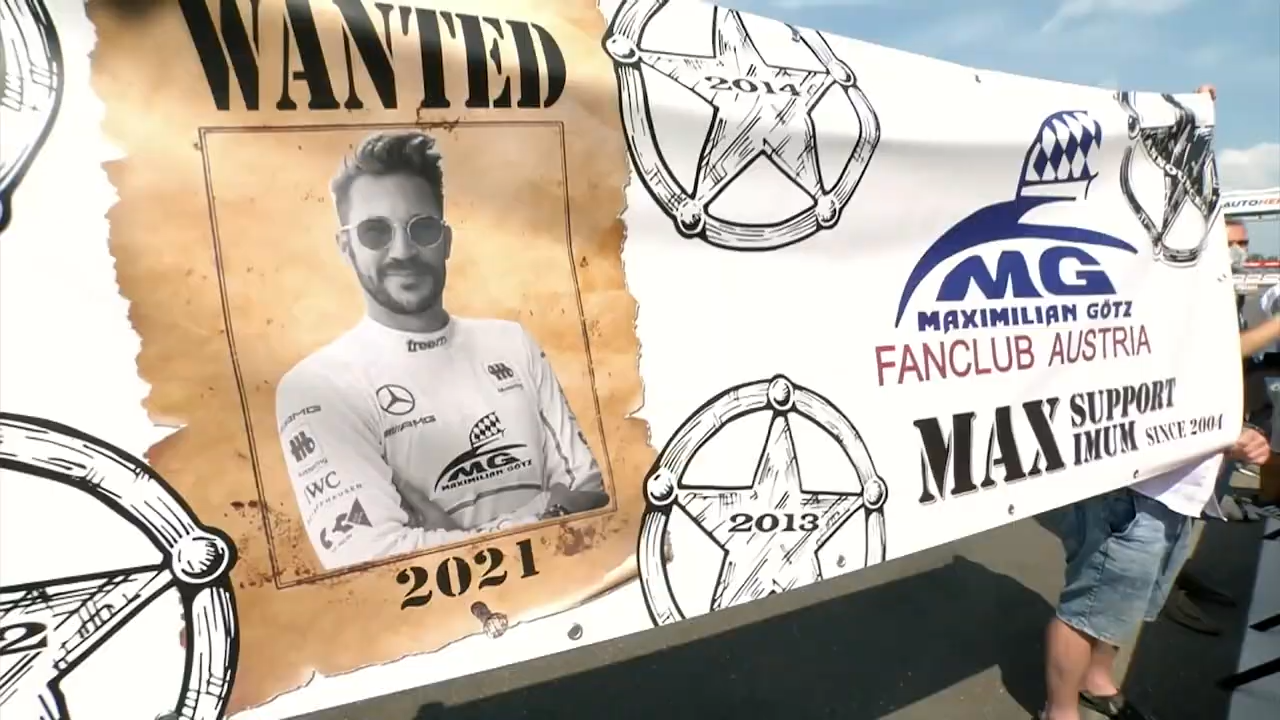 WANTED
freem
AMG
AMG
MG
MAXIMILIAN GÖTZ
IWC
2021
2014
2013
2
MG
MAXIMILIAN GÖTZ
FANCLUB AUSTRIA
MAX SUPPORT
IMUM SINCE 2004